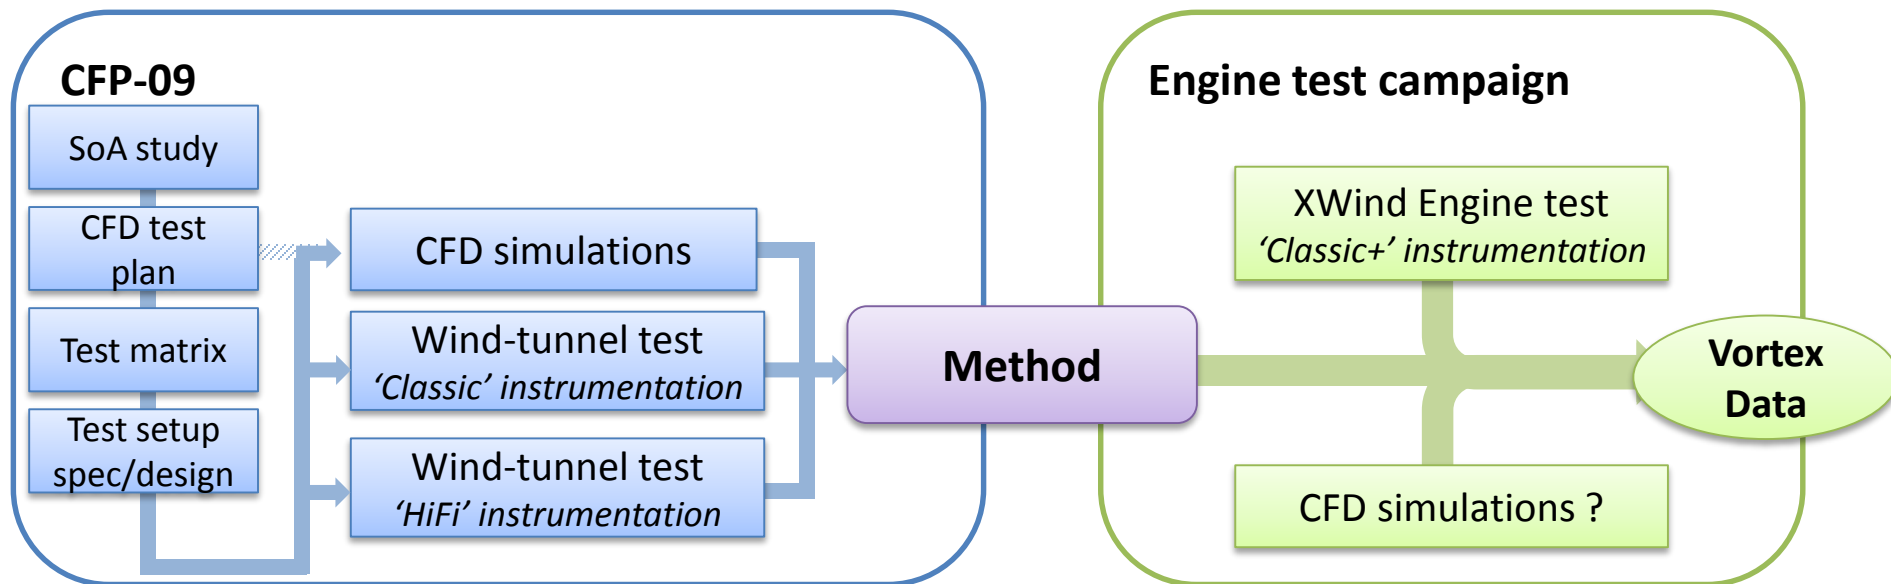 CFP-09
SoA study
CFD test
plan
Test matrix
Test setup
spec/design
CFD simulations
Wind-tunnel test
‘Classic’ instrumentation
Wind-tunnel test
‘HiFi’ instrumentation
Method
Engine test campaign
XWind Engine test
‘Classic+’ instrumentation
CFD simulations ?
Vortex
Data